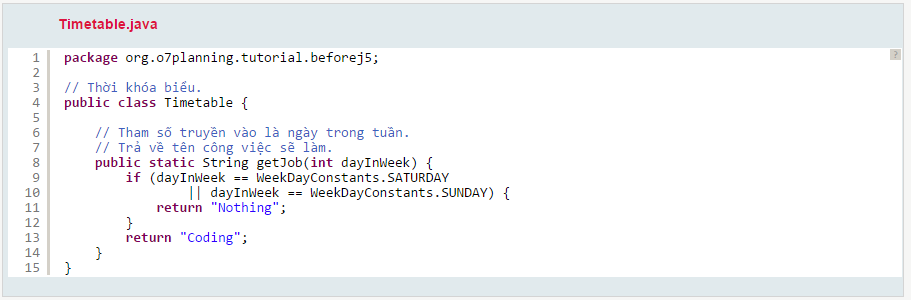 Timetable.java
?
1 package org.o7planning.tutorial.beforej5;
2
3 // Thời khóa biểu.
4 public class Timetable {
5
6     // Tham số truyền vào là ngày trong tuần.
7     // Trả về tên công việc sẽ làm.
8     public static String getJob(int dayInWeek) {
9         if (dayInWeek == WeekDayConstants.SATURDAY
10                 || dayInWeek == WeekDayConstants.SUNDAY) {
11             return "Nothing";
12         }
13         return "Coding";
14     }
15 }